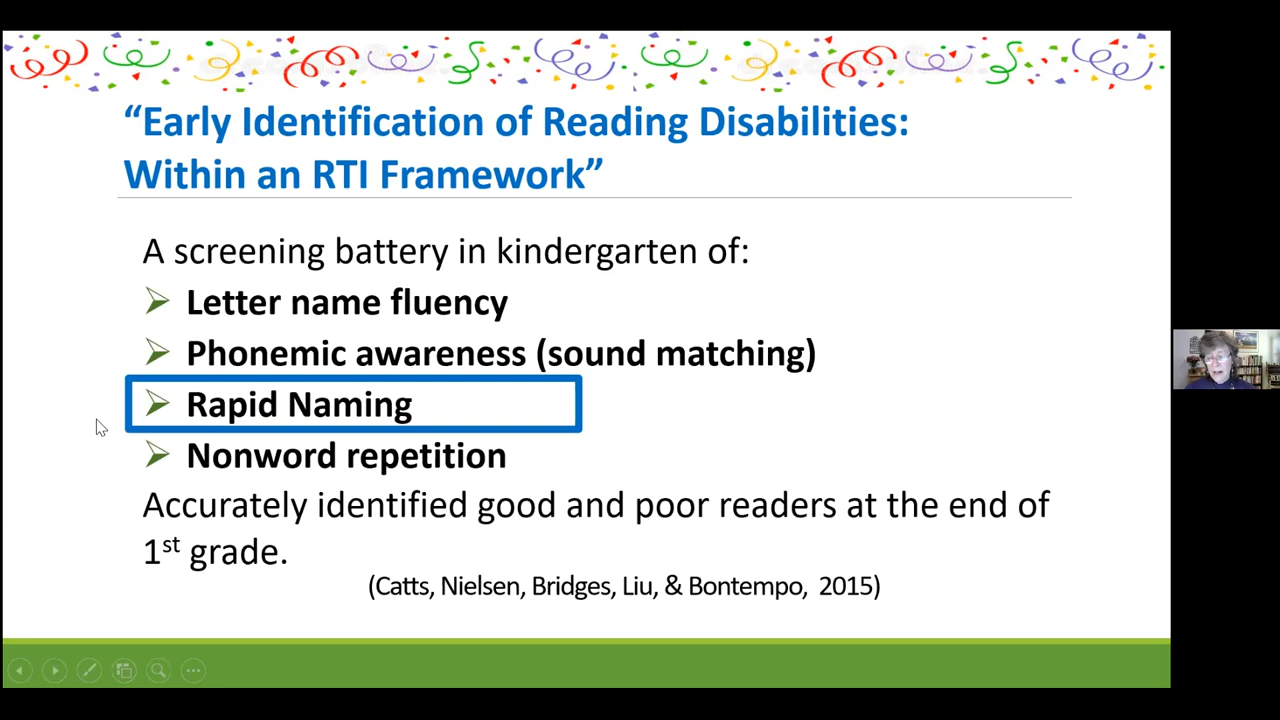 “Early Identification of Reading Disabilities:
Within an RTI Framework”
A screening battery in kindergarten of:
Letter name fluency
Phonemic awareness (sound matching)
Rapid Naming
Nonword repetition
Accurately identified good and poor readers at the end of
1st grade.
(Catts, Nielsen, Bridges, Liu, & Bontempo, 2015)